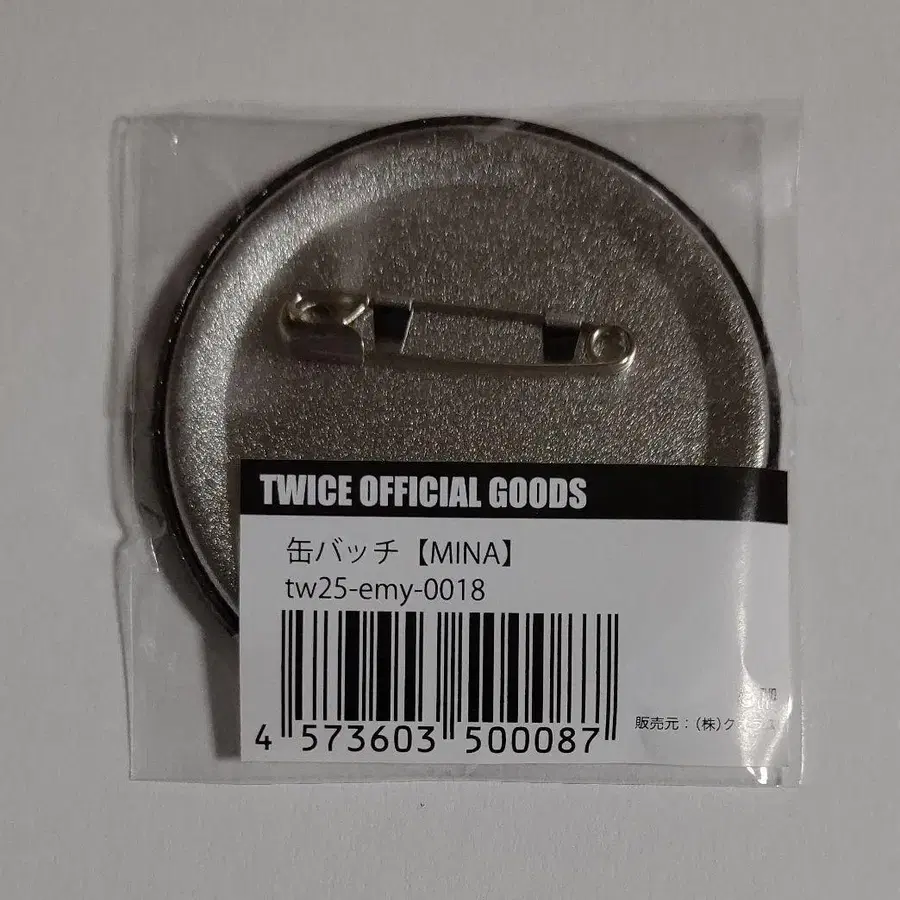 TWICE OFFICIAL GOODS
缶バッチ【MINA】
tw25-emy-0018
4 573603 500087
販売元：(株)